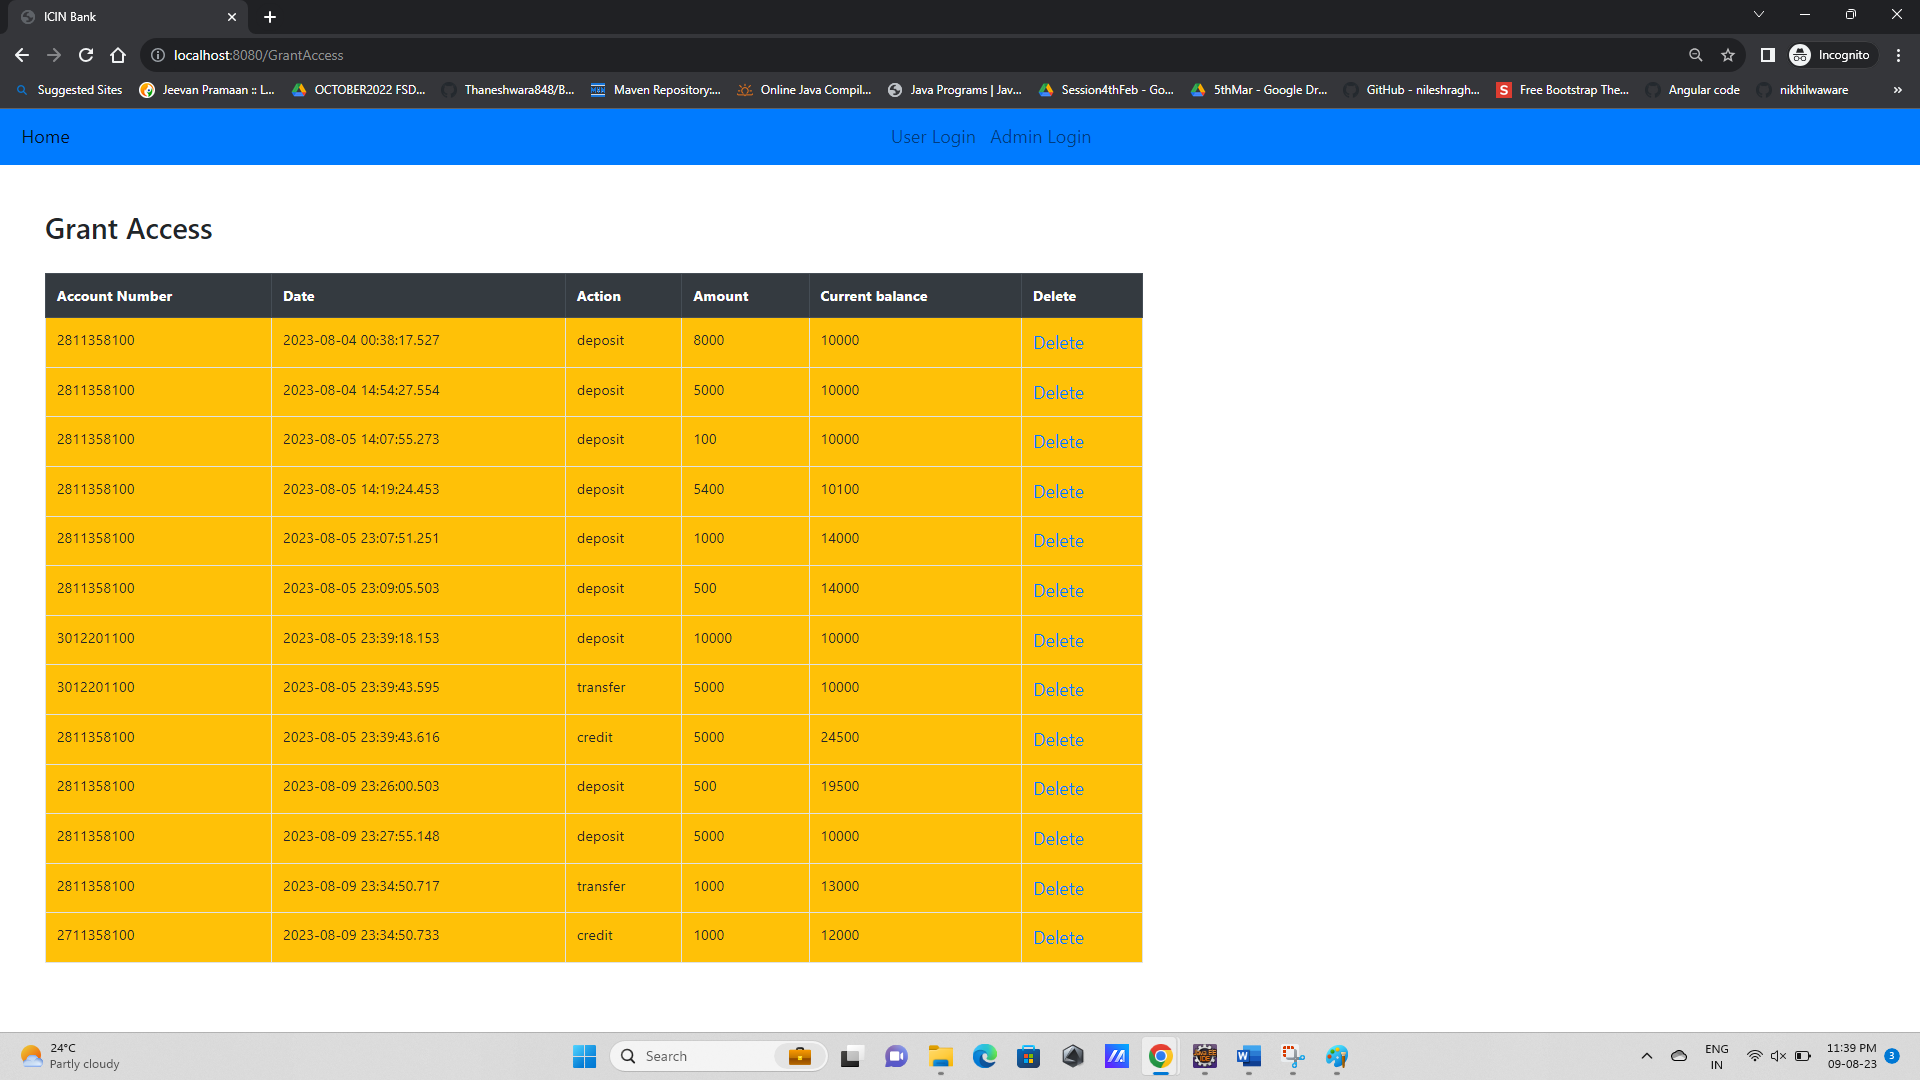 ICIN Bank
localhost:8080/GrantAccess
Incognito
Suggested Sites Jeevan Pramaan :: L... OCTOBER2022 FSD... Thaneshwara848/B... Maven Repository:... Online Java Compil... Java Programs | Jav... Session4thFeb - Go... 5thMar - Google Dr... GitHub - nileshragh... Free Bootstrap The... Angular code nikhilwaware »
Home User Login Admin Login
Grant Access
Account Number Date Action Amount Current balance Delete
2811358100 2023-08-04 00:38:17.527 deposit 8000 10000 Delete
2811358100 2023-08-04 14:54:27.554 deposit 5000 10000 Delete
2811358100 2023-08-05 14:07:55.273 deposit 100 10000 Delete
2811358100 2023-08-05 14:19:24.453 deposit 5400 10100 Delete
2811358100 2023-08-05 23:07:51.251 deposit 1000 14000 Delete
2811358100 2023-08-05 23:09:05.503 deposit 500 14000 Delete
3012201100 2023-08-05 23:39:18.153 deposit 10000 10000 Delete
3012201100 2023-08-05 23:39:43.595 transfer 5000 10000 Delete
2811358100 2023-08-05 23:39:43.616 credit 5000 24500 Delete
2811358100 2023-08-09 23:26:00.503 deposit 500 19500 Delete
2811358100 2023-08-09 23:27:55.148 deposit 5000 10000 Delete
2811358100 2023-08-09 23:34:50.717 transfer 1000 13000 Delete
2711358100 2023-08-09 23:34:50.733 credit 1000 12000 Delete
24°C
Partly cloudy
Search
ENG
IN
11:39 PM
09-08-23
3